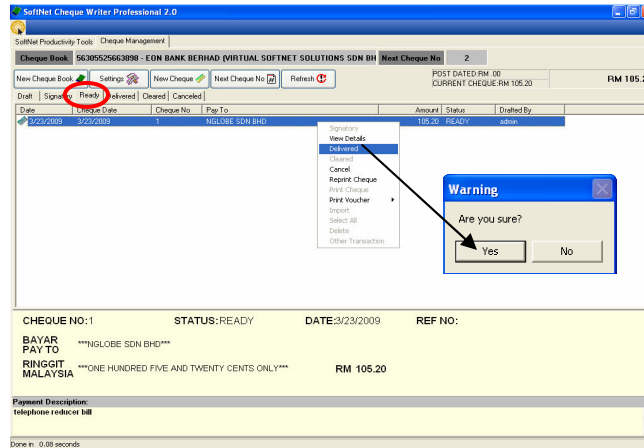 SoftNet Cheque Writer Professional 2.0
SoftNet Productivity Tools Cheque Management
Cheque Book 56305525663898 - EON BANK BERHAD (VIRTUAL SOFTNET SOLUTIONS SDN BH Next Cheque No 2
New Cheque Book Settings New Cheque Next Cheque No Refresh
POST DATED:RM .00
CURRENT CHEQUE:RM 105.20
RM 105.2
Draft Signatory Ready Delivered Cleared Canceled
Date Cheque Date Cheque No Pay To Amount Status Drafted By
3/23/2009 3/23/2009 1 NGLOBE SDN BHD 105.20 READY admin
Signatory
View Details
Delivered
Cleared
Cancel
Reprint Cheque
Print Cheque
Print Voucher
Import
Select All
Delete
Other Transaction
Warning
Are you sure?
Yes No
CHEQUE NO:1 STATUS:READY DATE:3/23/2009 REF NO:
BAYAR
PAY TO ***NGLOBE SDN BHD***
RINGGIT
MALAYSIA ***ONE HUNDRED FIVE AND TWENTY CENTS ONLY*** RM 105.20
Payment Description:
telephone reducer bill
Done in 0.08 seconds